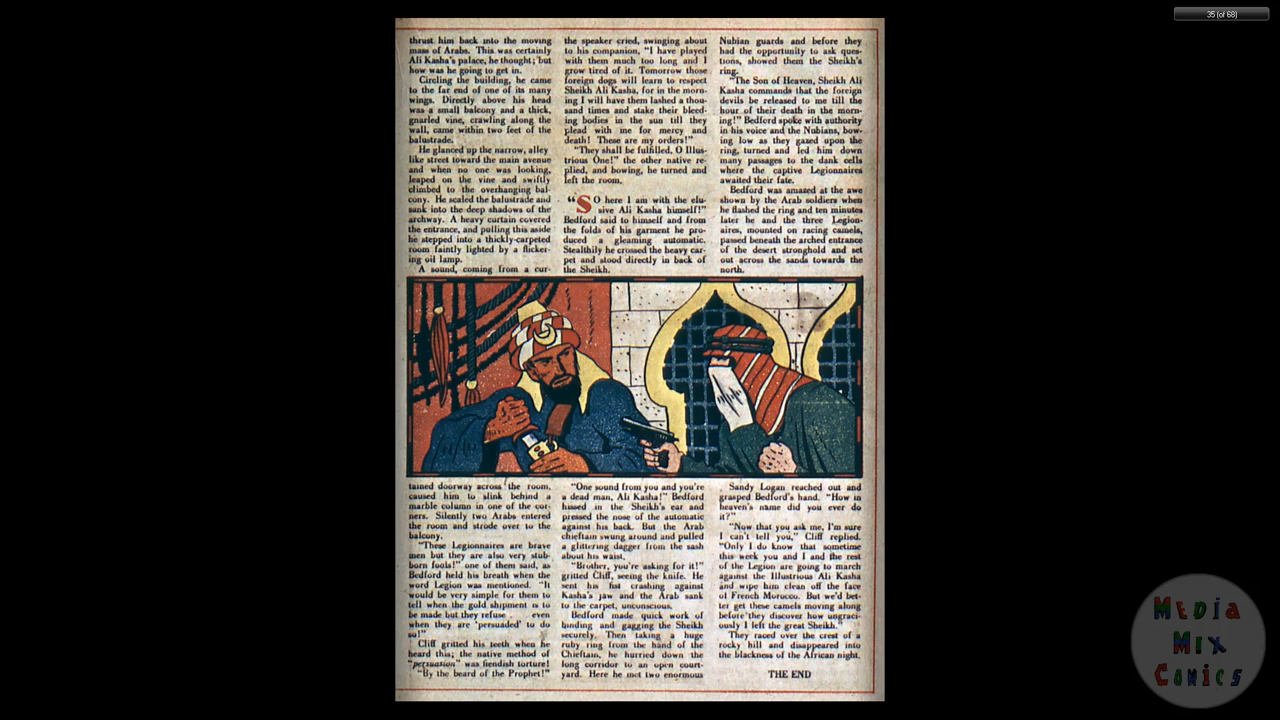 35 (of 68)
thrust him back into the moving
mass of Arabs. This was certainly
Ali Kasha's palace, he thought; but
how was he going to get in.
Circling the building, he came
to the far end of one of its many
wings. Directly above his head
was a small balcony and a thick,
gnarled vine, crawling along the
wall, came within two feet of the
balustrade.
He glanced up the narrow, alley
like street toward the main avenue
and when no one was looking,
leaped on the vine and swiftly
climbed to the overhanging bal-
cony. He scaled the balustrade and
sank into the deep shadows of the
archway. A heavy curtain covered
the entrance, and pulling this aside
he stepped into a thickly-carpeted
room faintly lighted by a flicker-
ing oil lamp.
A sound, coming from a cur-
tained doorway across the room,
caused him to slink behind a
marble column in one of the cor-
ners. Silently two Arabs entered
the room and strode over to the
balcony.
"These Legionnaires are brave
men but they are also very stub-
born fools!" one of them said, as
Bedford held his breath when the
word Legion was mentioned. "It
would be very simple for them to
tell when the gold shipment is to
be made but they refuse . . even
when they are 'persuaded' to do
so!"
Cliff gritted his teeth when he
heard this; the native method of
"persuasion" was fiendish torture!
"By the beard of the Prophet!"
the speaker cried, swinging about
to his companion, "I have played
with them much too long and I
grow tired of it. Tomorrow those
foreign dogs will learn to respect
Sheikh Ali Kasha, for in the morn-
ing I will have them lashed a thou-
sand times and stake their bleed-
ing bodies in the sun till they
plead with me for mercy and
death! These are my orders!"
"They shall be fulfilled, O Illus-
trious One!" the other native re-
plied, and bowing, he turned and
left the room.
"SO here I am with the elu-
sive Ali Kasha himself!"
Bedford said to himself and from
the folds of his garment he pro-
duced a gleaming automatic.
Stealthily he crossed the heavy car-
pet and stood directly in back of
the Sheikh.
"One sound from you and you're
a dead man, Ali Kasha!" Bedford
hissed in the Sheikh's ear and
pressed the nose of the automatic
against his back. But the Arab
chieftain swung around and pulled
a glittering dagger from the sash
about his waist.
"Brother, you're asking for it!"
gritted Cliff, seeing the knife. He
sent his fist crashing against
Kasha's jaw and the Arab sank
to the carpet, unconscious.
Bedford made quick work of
binding and gagging the Sheikh
securely. Then taking a huge
ruby ring from the hand of the
Chieftain, he hurried down the
long corridor to an open court-
yard. Here he met two enormous
Nubian guards and before they
had the opportunity to ask ques-
tions, showed them the Sheikh's
ring.
"The Son of Heaven, Sheikh Ali
Kasha commands that the foreign
devils be released to me till the
hour of their death in the morn-
ing!" Bedford spoke with authority
in his voice and the Nubians, bow-
ing low as they gazed upon the
ring, turned and led him down
many passages to the dank cells
where the captive Legionnaires
awaited their fate.
Bedford was amazed at the awe
shown by the Arab soldiers when
he flashed the ring and ten minutes
later he and the three Legion-
aires, mounted on racing camels,
passed beneath the arched entrance
of the desert stronghold and set
out across the sands towards the
north.
Sandy Logan reached out and
grasped Bedford's hand. "How in
heaven's name did you ever do
it?"
"Now that you ask me, I'm sure
I can't tell you," Cliff replied.
"Only I do know that sometime
this week you and I and the rest
of the Legion are going to march
against the Illustrious Ali Kasha
and wipe him clean off the face
of French Morocco. But we'd bet-
ter get these camels moving along
before they discover how ungraci-
ously I left the great Sheikh."
They raced over the crest of a
rocky hill and disappeared into
the blackness of the African night.
THE END
MEDiA
MiX
COMiCS